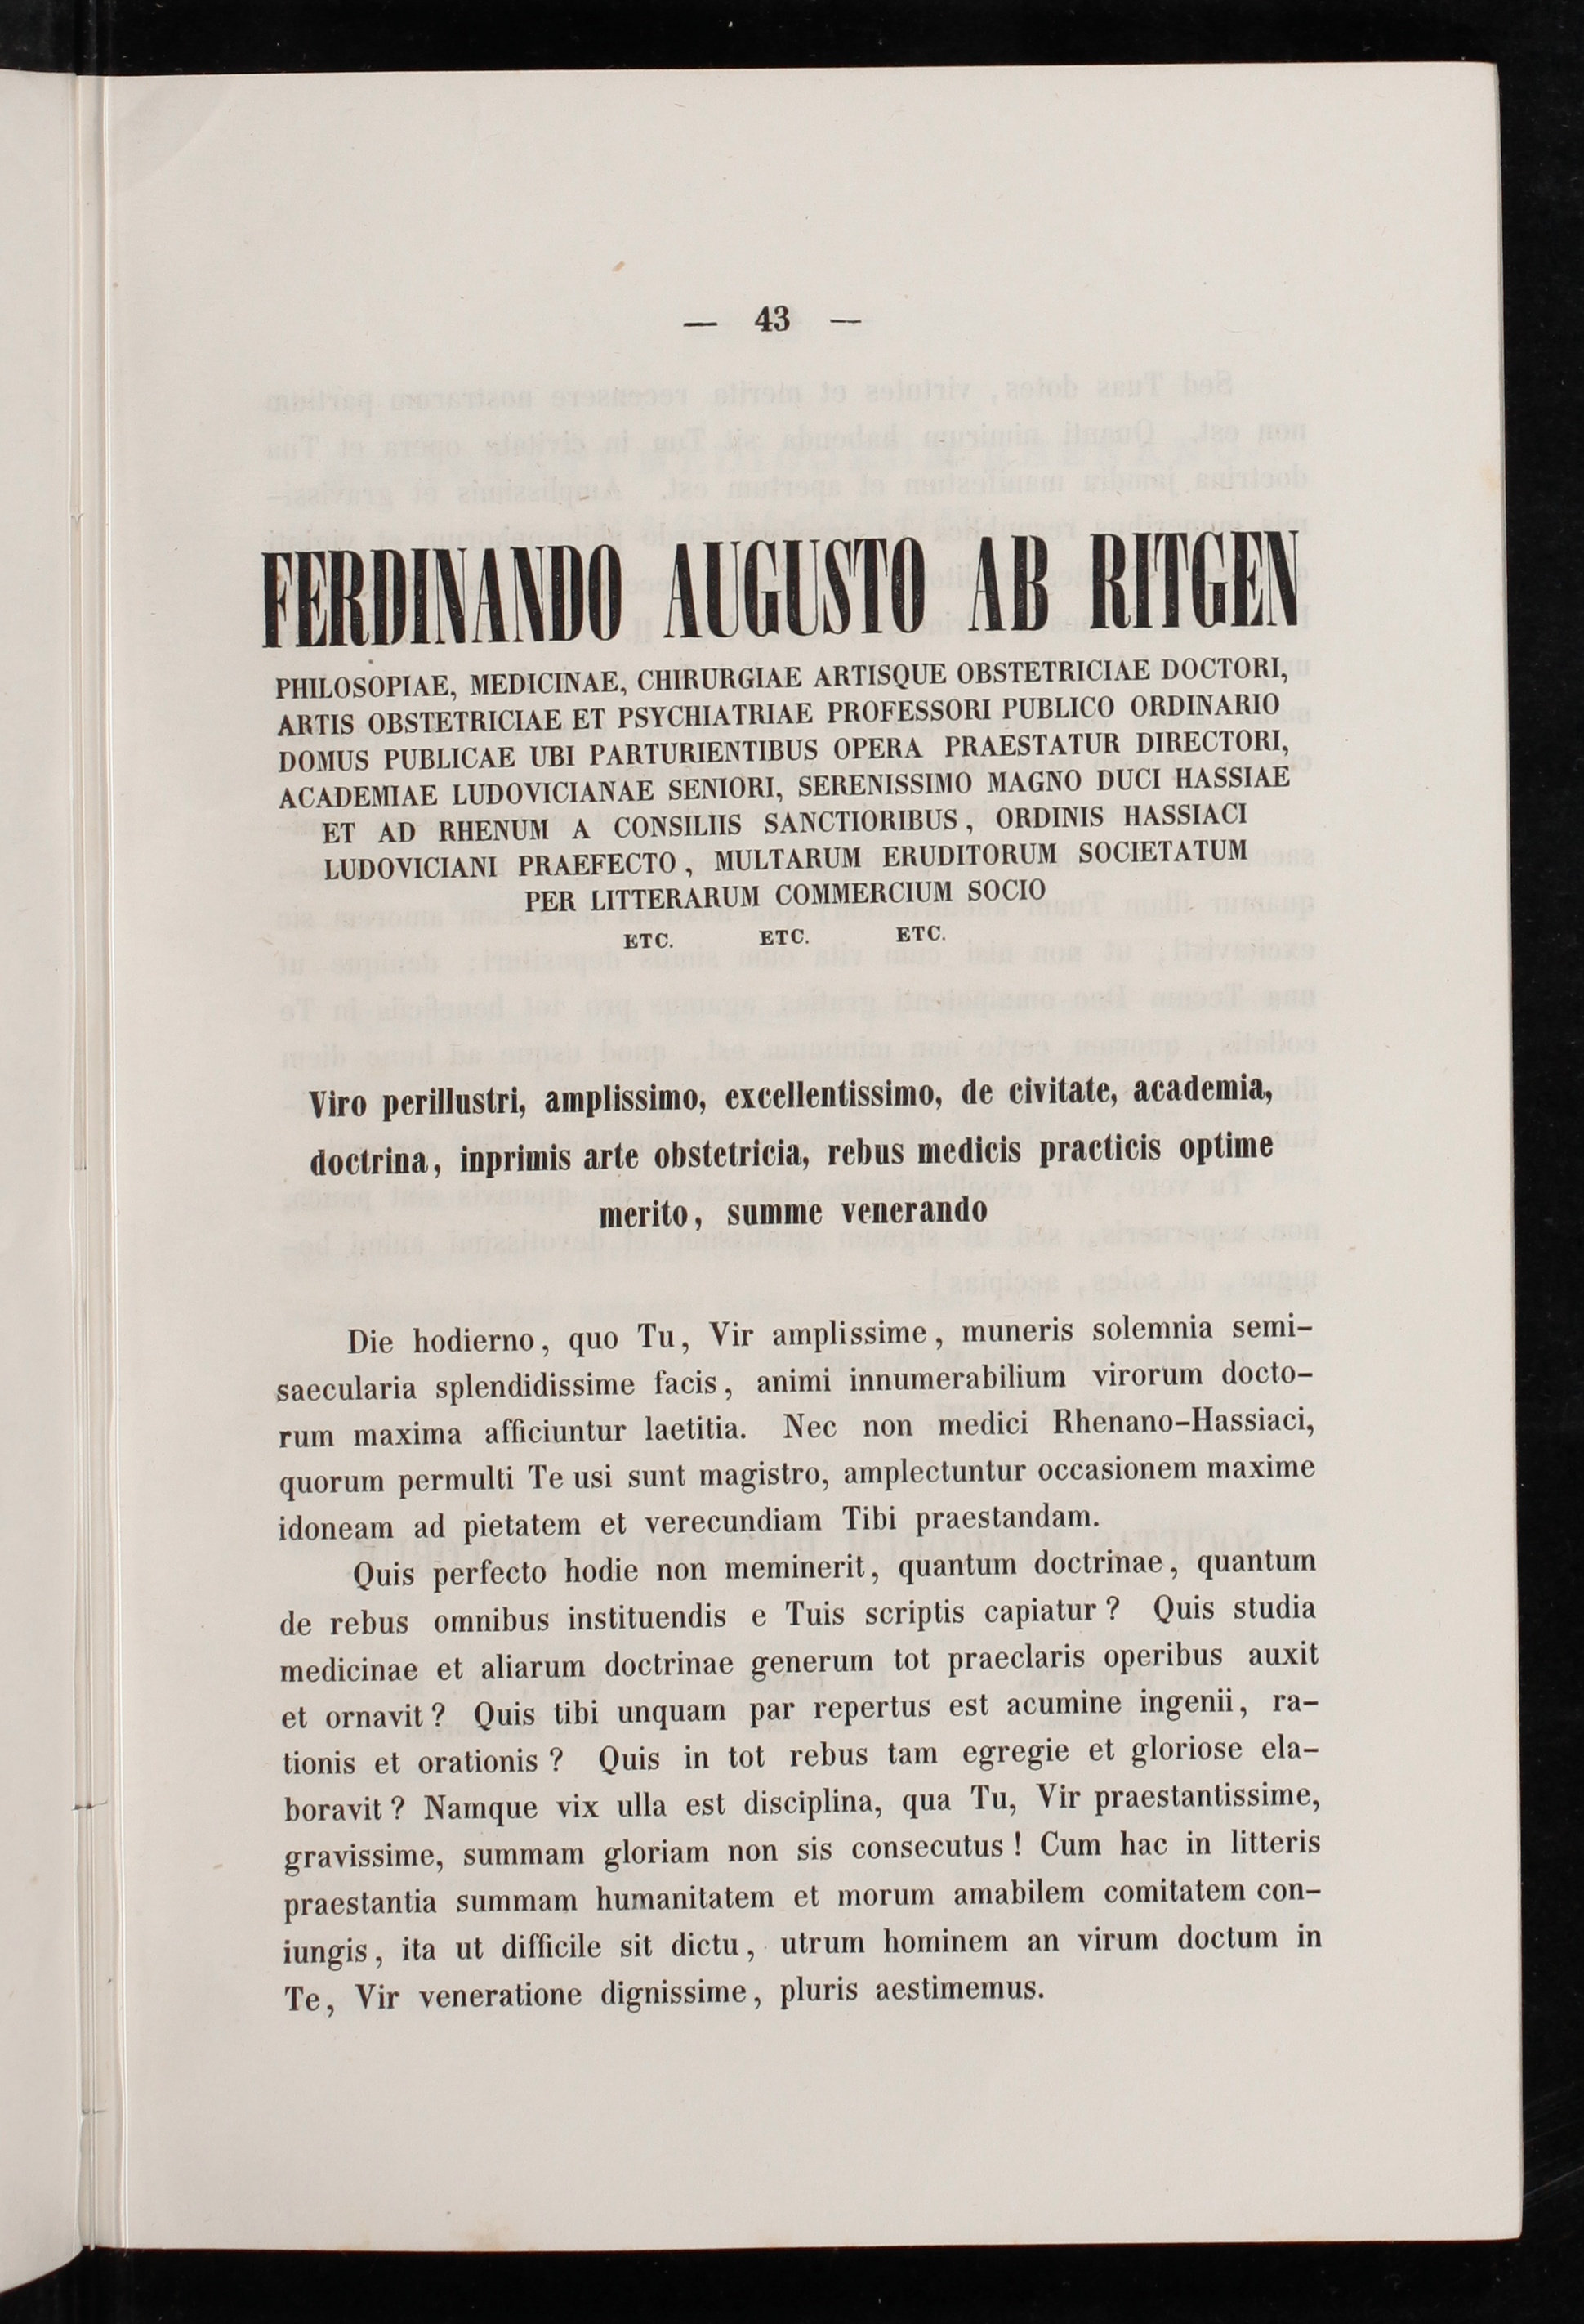 — 43 —
FERDINANDO AUGUSTO AB RITGEN
PHILOSOPIAE, MEDICINAE, CHIRURGIAE ARTISQUE OBSTETRICIAE DOCTORI,
ARTIS OBSTETRICIAE ET PSYCHIATRIAE PROFESSORI PUBLICO ORDINARIO
DOMUS PUBLICAE UBI PARTURIENTIBUS OPERA PRAESTATUR DIRECTORI,
ACADEMIAE LUDOVICIANAE SENIORI, SERENISSIMO MAGNO DUCI HASSIAE
ET AD RHENUM A CONSILIIS SANCTIORIBUS, ORDINIS HASSIACI
LUDOVICIANI PRAEFECTO, MULTARUM ERUDITORUM SOCIETATUM
PER LITTERARUM COMMERCIUM SOCIO
ETC. ETC. ETC.
Viro perillustri, amplissimo, excellentissimo, de civitate, academia,
doctrina, inprimis arte obstetricia, rebus medicis practicis optime
merito, summe venerando
Die hodierno, quo Tu, Vir amplissime, muneris solemnia semi-
saecularia splendidissime facis, animi innumerabilium virorum docto-
rum maxima afficiuntur laetitia. Nec non medici Rhenano-Hassiaci,
quorum permulti Te usi sunt magistro, amplectuntur occasionem maxime
idoneam ad pietatem et verecundiam Tibi praestandam.
Quis perfecto hodie non meminerit, quantum doctrinae, quantum
de rebus omnibus instituendis e Tuis scriptis capiatur? Quis studia
medicinae et aliarum doctrinae generum tot praeclaris operibus auxit
et ornavit? Quis tibi unquam par repertus est acumine ingenii, ra-
tionis et orationis? Quis in tot rebus tam egregie et gloriose ela-
boravit? Namque vix ulla est disciplina, qua Tu, Vir praestantissime,
gravissime, summam gloriam non sis consecutus! Cum hac in litteris
praestantia summam humanitatem et morum amabilem comitatem con-
iungis, ita ut difficile sit dictu, utrum hominem an virum doctum in
Te, Vir veneratione dignissime, pluris aestimemus.